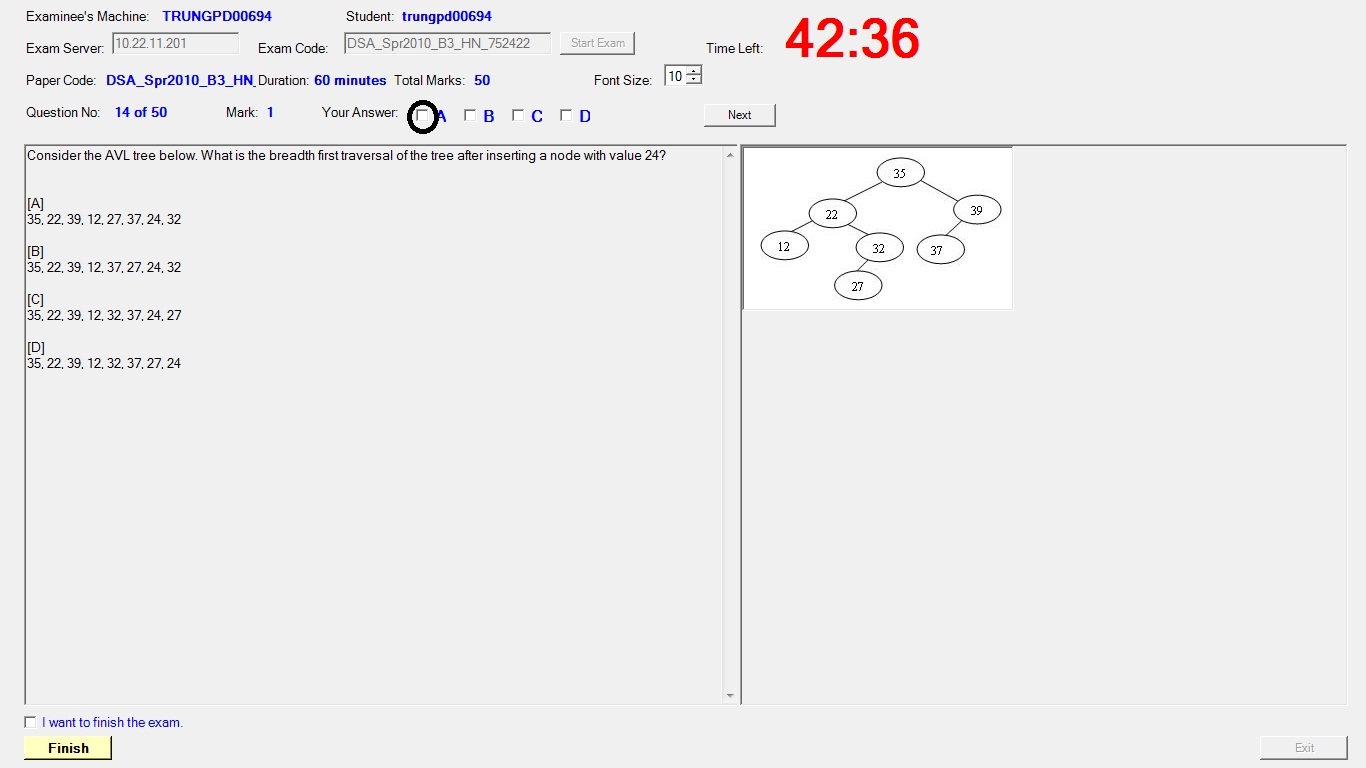 Examinee's Machine: TRUNGPD00694 Student: trungpd00694
42:36
Exam Server: 10.22.11.201 Exam Code: DSA_Spr2010_B3_HN_752422 Start Exam Time Left:
Paper Code: DSA_Spr2010_B3_HN_ Duration: 60 minutes Total Marks: 50 Font Size: 10
Question No: 14 of 50 Mark: 1 Your Answer: A B C D Next
Consider the AVL tree below. What is the breadth first traversal of the tree after inserting a node with value 24?
[A]
35, 22, 39, 12, 27, 37, 24, 32
[B]
35, 22, 39, 12, 37, 27, 24, 32
[C]
35, 22, 39, 12, 32, 37, 24, 27
[D]
35, 22, 39, 12, 32, 37, 27, 24
35
22 39
12 32 37
27
I want to finish the exam.
Finish Exit